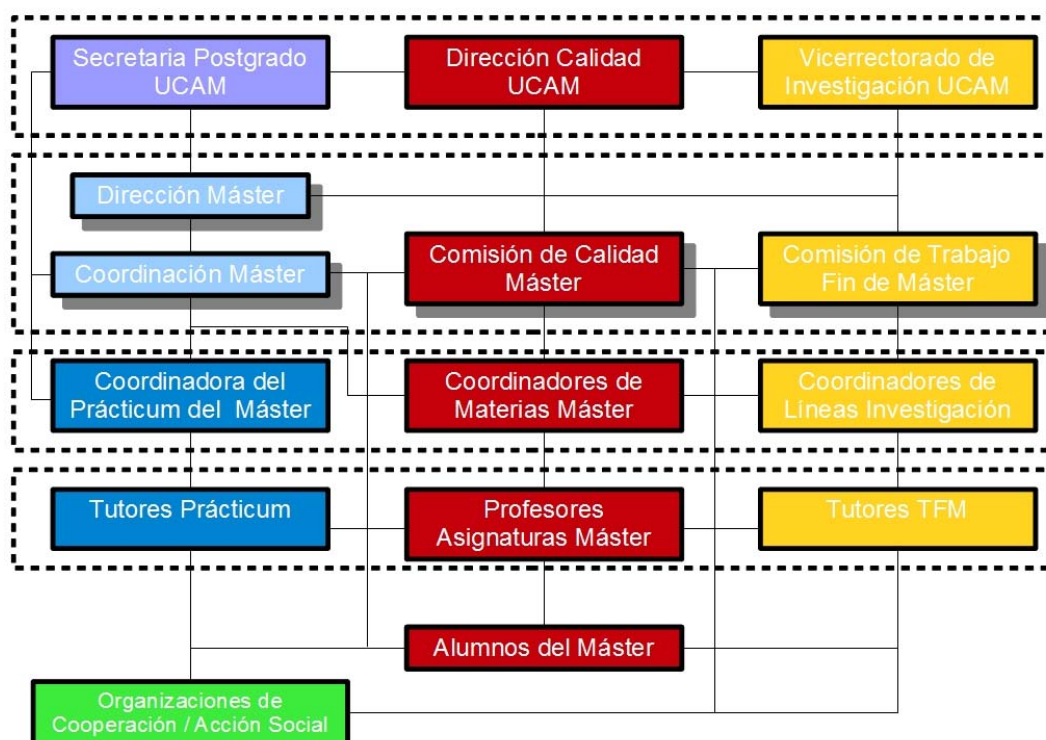 Secretaria Postgrado
UCAM
Dirección Calidad
UCAM
Vicerrectorado de
Investigación UCAM
Dirección Máster
Coordinación Máster
Comisión de Calidad
Máster
Comisión de Trabajo
Fin de Máster
Coordinadora del
Prácticum del Máster
Coordinadores de
Materias Máster
Coordinadores de
Líneas Investigación
Tutores Prácticum
Profesores
Asignaturas Máster
Tutores TFM
Alumnos del Máster
Organizaciones de
Cooperación / Acción Social